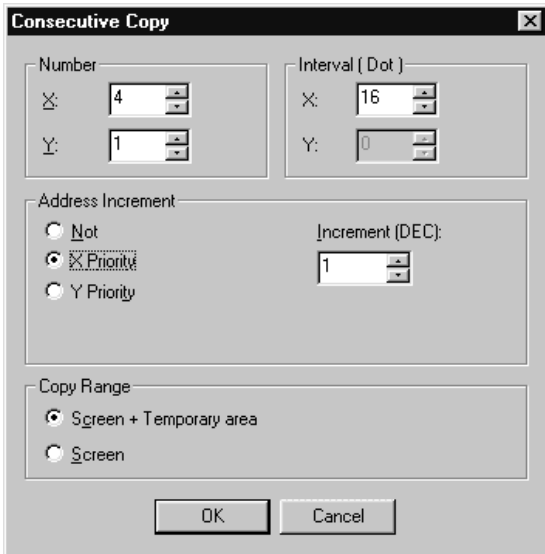 Consecutive Copy
Number
X: 4
Y: 1
Interval ( Dot )
X: 16
Y: 0
Address Increment
Not
X Priority
Y Priority
Increment (DEC):
1
Copy Range
Screen + Temporary area
Screen
OK Cancel